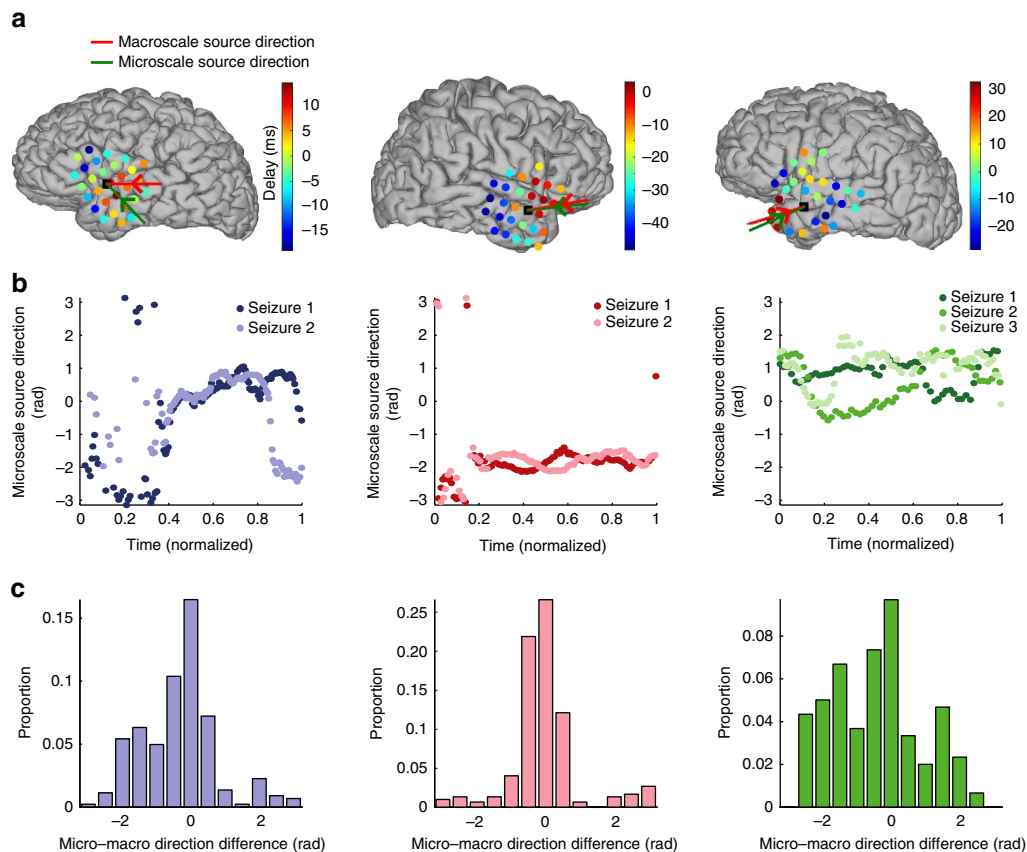 a
Macroscale source direction
Microscale source direction
10
5
0
−5
−10
−15
Delay (ms)
0
−10
−20
−30
−40
30
20
10
0
−10
−20
b
Microscale source direction
(rad)
3
2
1
0
−1
−2
−3
Seizure 1
Seizure 2
0 0.2 0.4 0.6 0.8 1
Time (normalized)
Microscale source direction
(rad)
3
2
1
0
−1
−2
−3
Seizure 1
Seizure 2
0 0.2 0.4 0.6 0.8 1
Time (normalized)
Microscale source direction
(rad)
3
2
1
0
−1
−2
−3
Seizure 1
Seizure 2
Seizure 3
0 0.2 0.4 0.6 0.8 1
Time (normalized)
c
Proportion
0.15
0.1
0.05
0
−2 0 2
Micro–macro direction difference (rad)
Proportion
0.25
0.20
0.15
0.1
0.05
0
−2 0 2
Micro–macro direction difference (rad)
Proportion
0.08
0.06
0.04
0.02
0
−2 0 2
Micro–macro direction difference (rad)